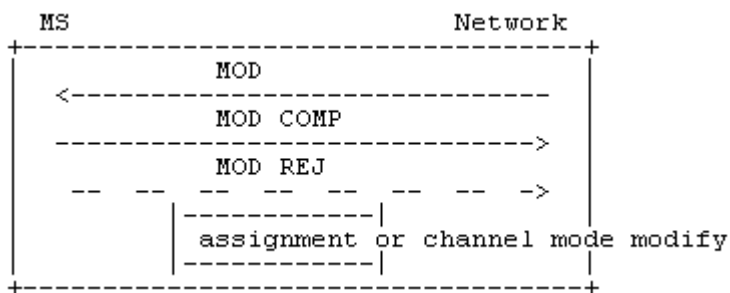 MS Network
MOD
MOD COMP
MOD REJ
assignment or channel mode modify